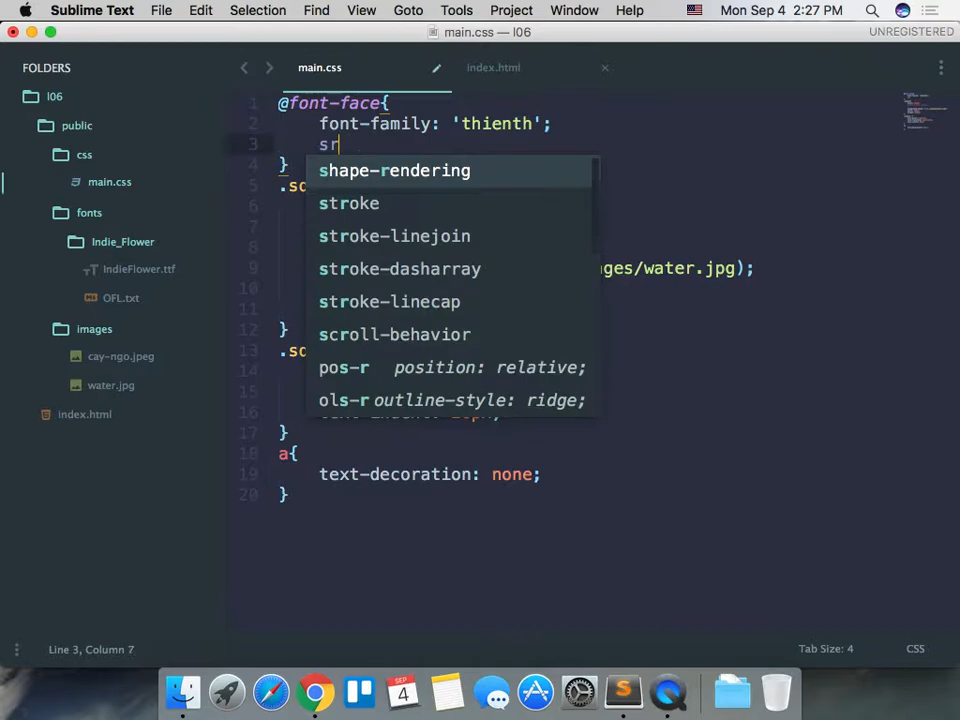 Sublime Text File Edit Selection Find View Goto Tools Project Window Help Mon Sep 4 2:27 PM
main.css — l06 UNREGISTERED
FOLDERS
l06
public
css
main.css
fonts
Indie_Flower
IndieFlower.ttf
OFL.txt
images
cay-ngo.jpeg
water.jpg
index.html
main.css index.html
1 @font-face{
2 font-family: 'thienth';
3 sr
4 }
5 .sc
6
7
8
9 ges/water.jpg);
10
11
12 }
13 .sc
14
15
16
17 }
18 a{
19 text-decoration: none;
20 }
shape-rendering
stroke
stroke-linejoin
stroke-dasharray
stroke-linecap
scroll-behavior
pos-r position: relative;
ols-r outline-style: ridge;
Line 3, Column 7 Tab Size: 4 CSS
SEP
4